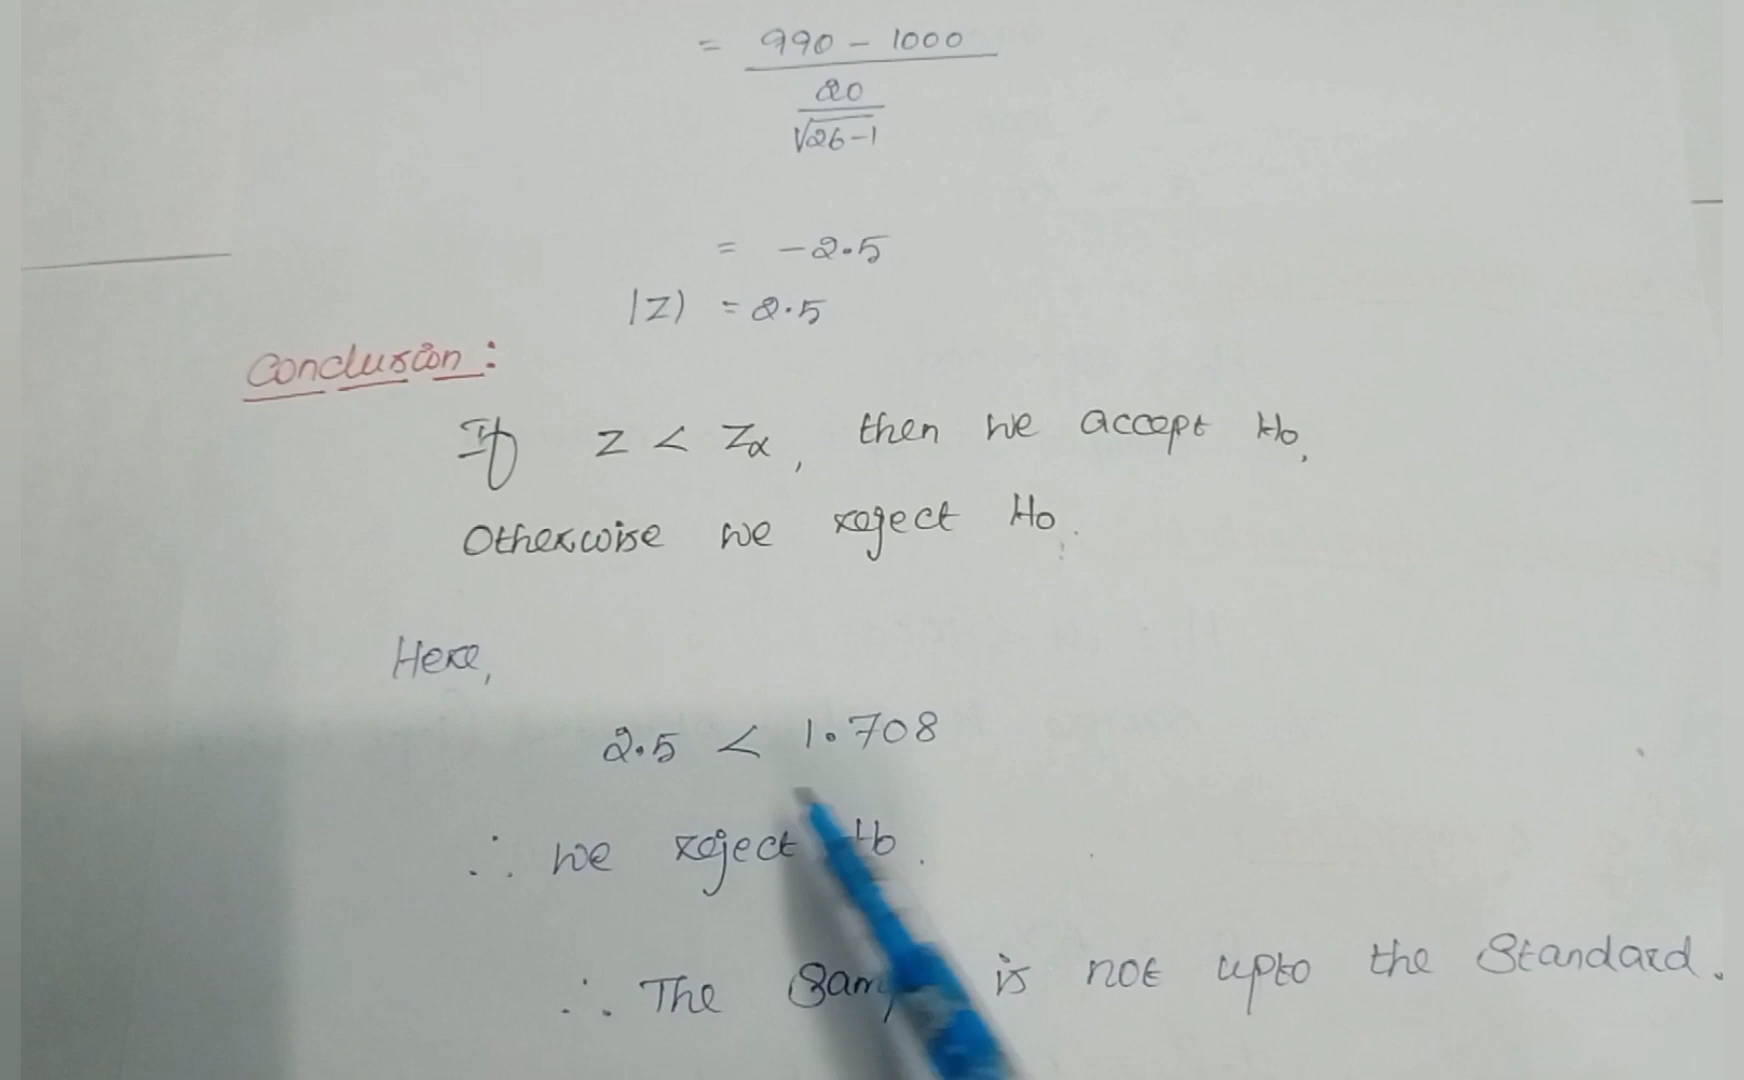 = 990 - 1000
20
√26-1
= -2.5
|Z| = 2.5
Conclusion :
If Z < Zα, then we accept H0,
Otherwise we reject H0.
Here,
2.5 < 1.708
∴ we reject H0.
∴ The is not upto the Standard.